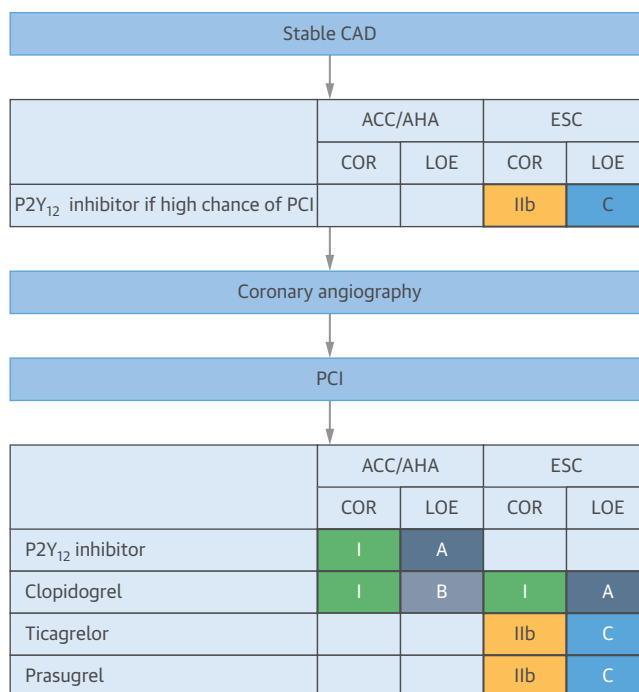 Stable CAD
ACC/AHA ESC
COR LOE COR LOE
P2Y12 inhibitor if high chance of PCI IIb C
Coronary angiography
PCI
ACC/AHA ESC
COR LOE COR LOE
P2Y12 inhibitor I A
Clopidogrel I B I A
Ticagrelor IIb C
Prasugrel IIb C